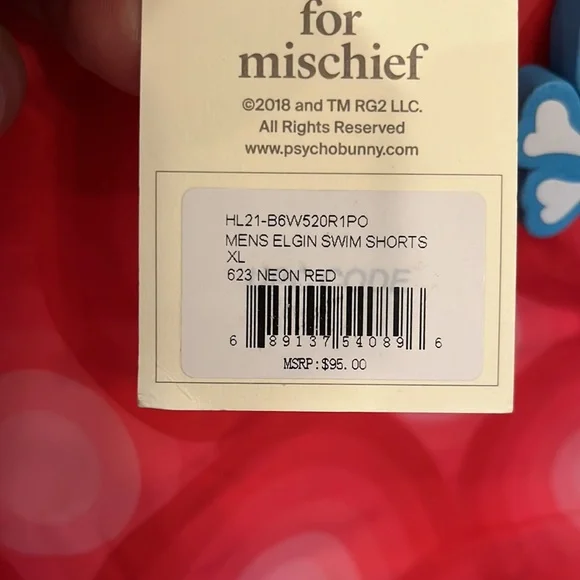 for
mischief
©2018 and TM RG2 LLC.
All Rights Reserved
www.psychobunny.com
HL21-B6W520R1PO
MENS ELGIN SWIM SHORTS
XL
623 NEON RED
6 89137 54089 6
MSRP:$95.00